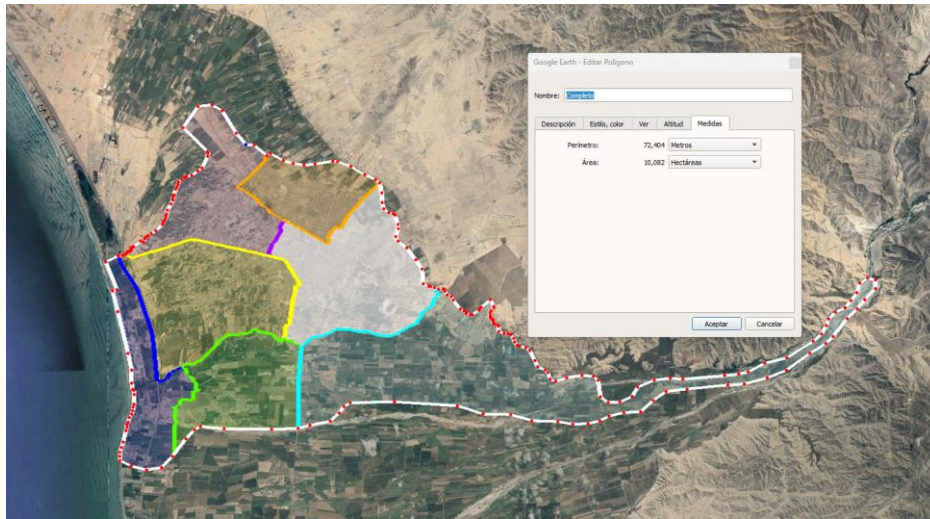 Google Earth - Editar Polígono
Nombre: Completo
Descripción Estilo, color Ver Altitud Medidas
Perímetro: 72,404 Metros
Área: 10,082 Hectáreas
Aceptar Cancelar